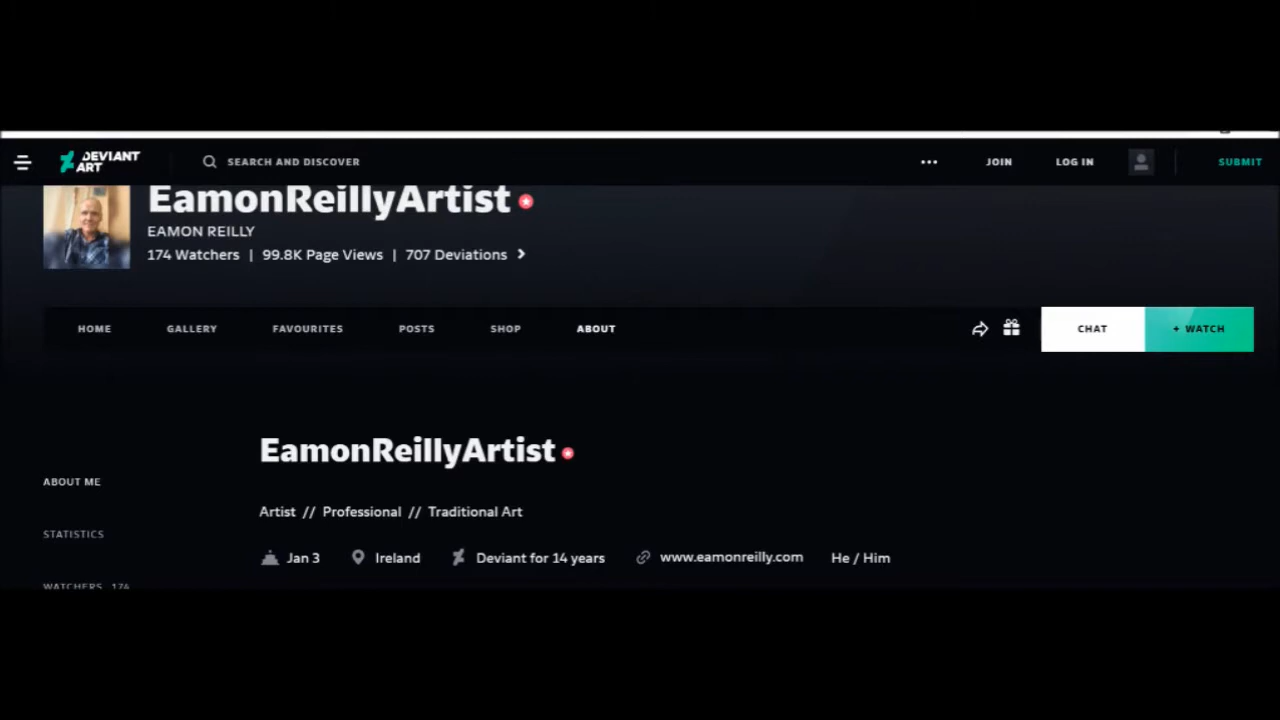 DEVIANT ART SEARCH AND DISCOVER ••• JOIN LOG IN SUBMIT
EamonReillyArtist
EAMON REILLY
174 Watchers | 99.8K Page Views | 707 Deviations >
HOME GALLERY FAVOURITES POSTS SHOP ABOUT CHAT + WATCH
EamonReillyArtist
ABOUT ME
Artist // Professional // Traditional Art
STATISTICS
Jan 3 Ireland Deviant for 14 years www.eamonreilly.com He / Him
WATCHERS 174